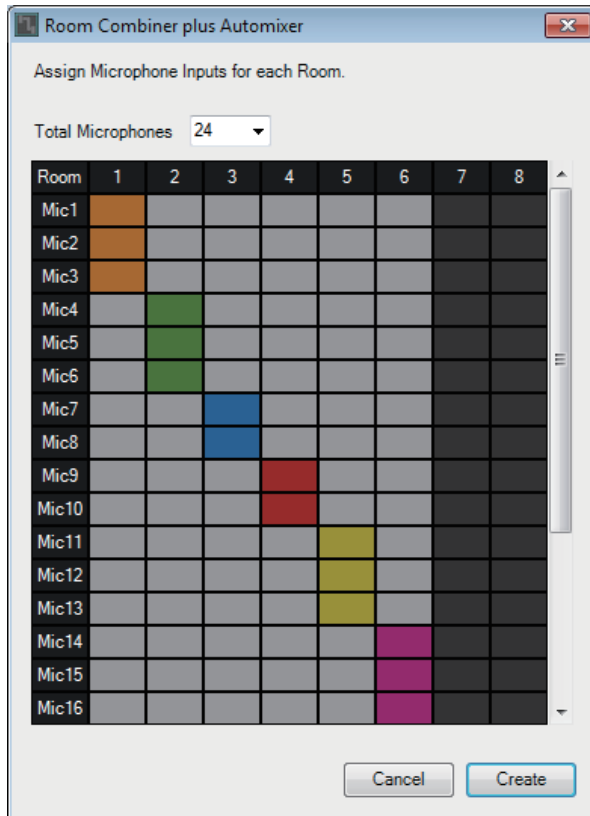 Room Combiner plus Automixer
Assign Microphone Inputs for each Room.
Total Microphones 24
Room 1 2 3 4 5 6 7 8
Mic1
Mic2
Mic3
Mic4
Mic5
Mic6
Mic7
Mic8
Mic9
Mic10
Mic11
Mic12
Mic13
Mic14
Mic15
Mic16
Cancel Create